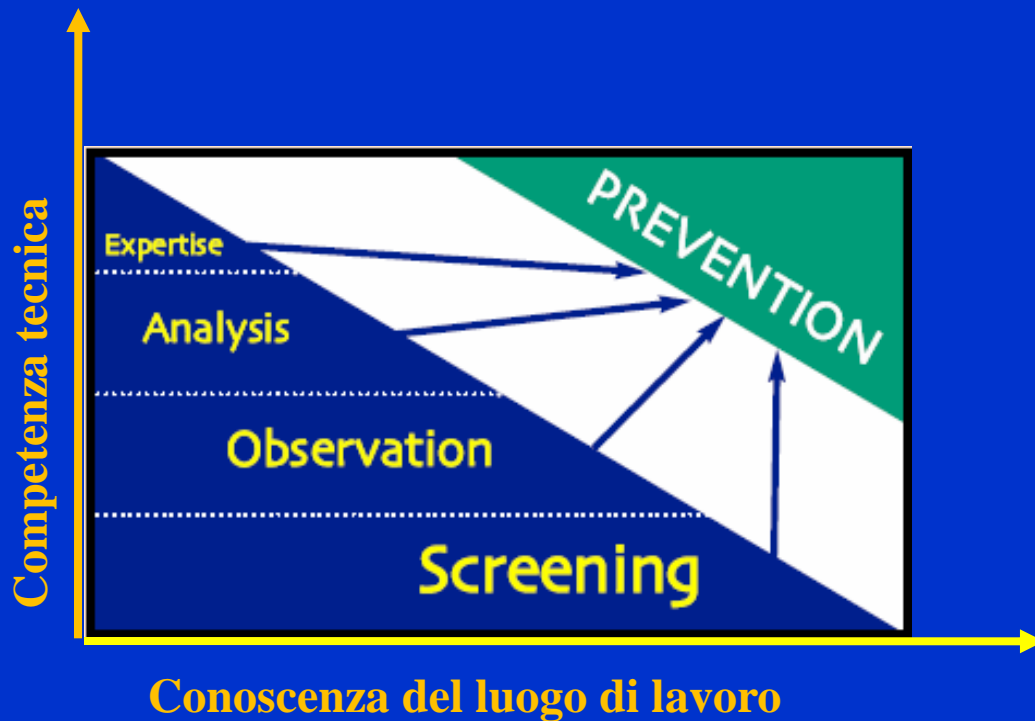 Competenza tecnica
PREVENTION
Expertise
Analysis
Observation
Screening
Conoscenza del luogo di lavoro